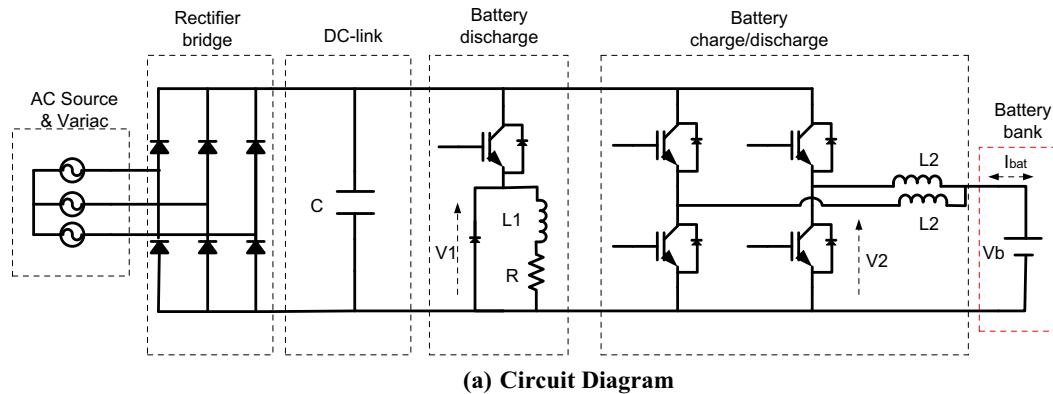 Rectifier
bridge
DC-link
Battery
discharge
Battery
charge/discharge
AC Source
& Variac
Battery
bank
C
V1
L1
R
L2
L2
V2
Ibat
Vb
(a) Circuit Diagram